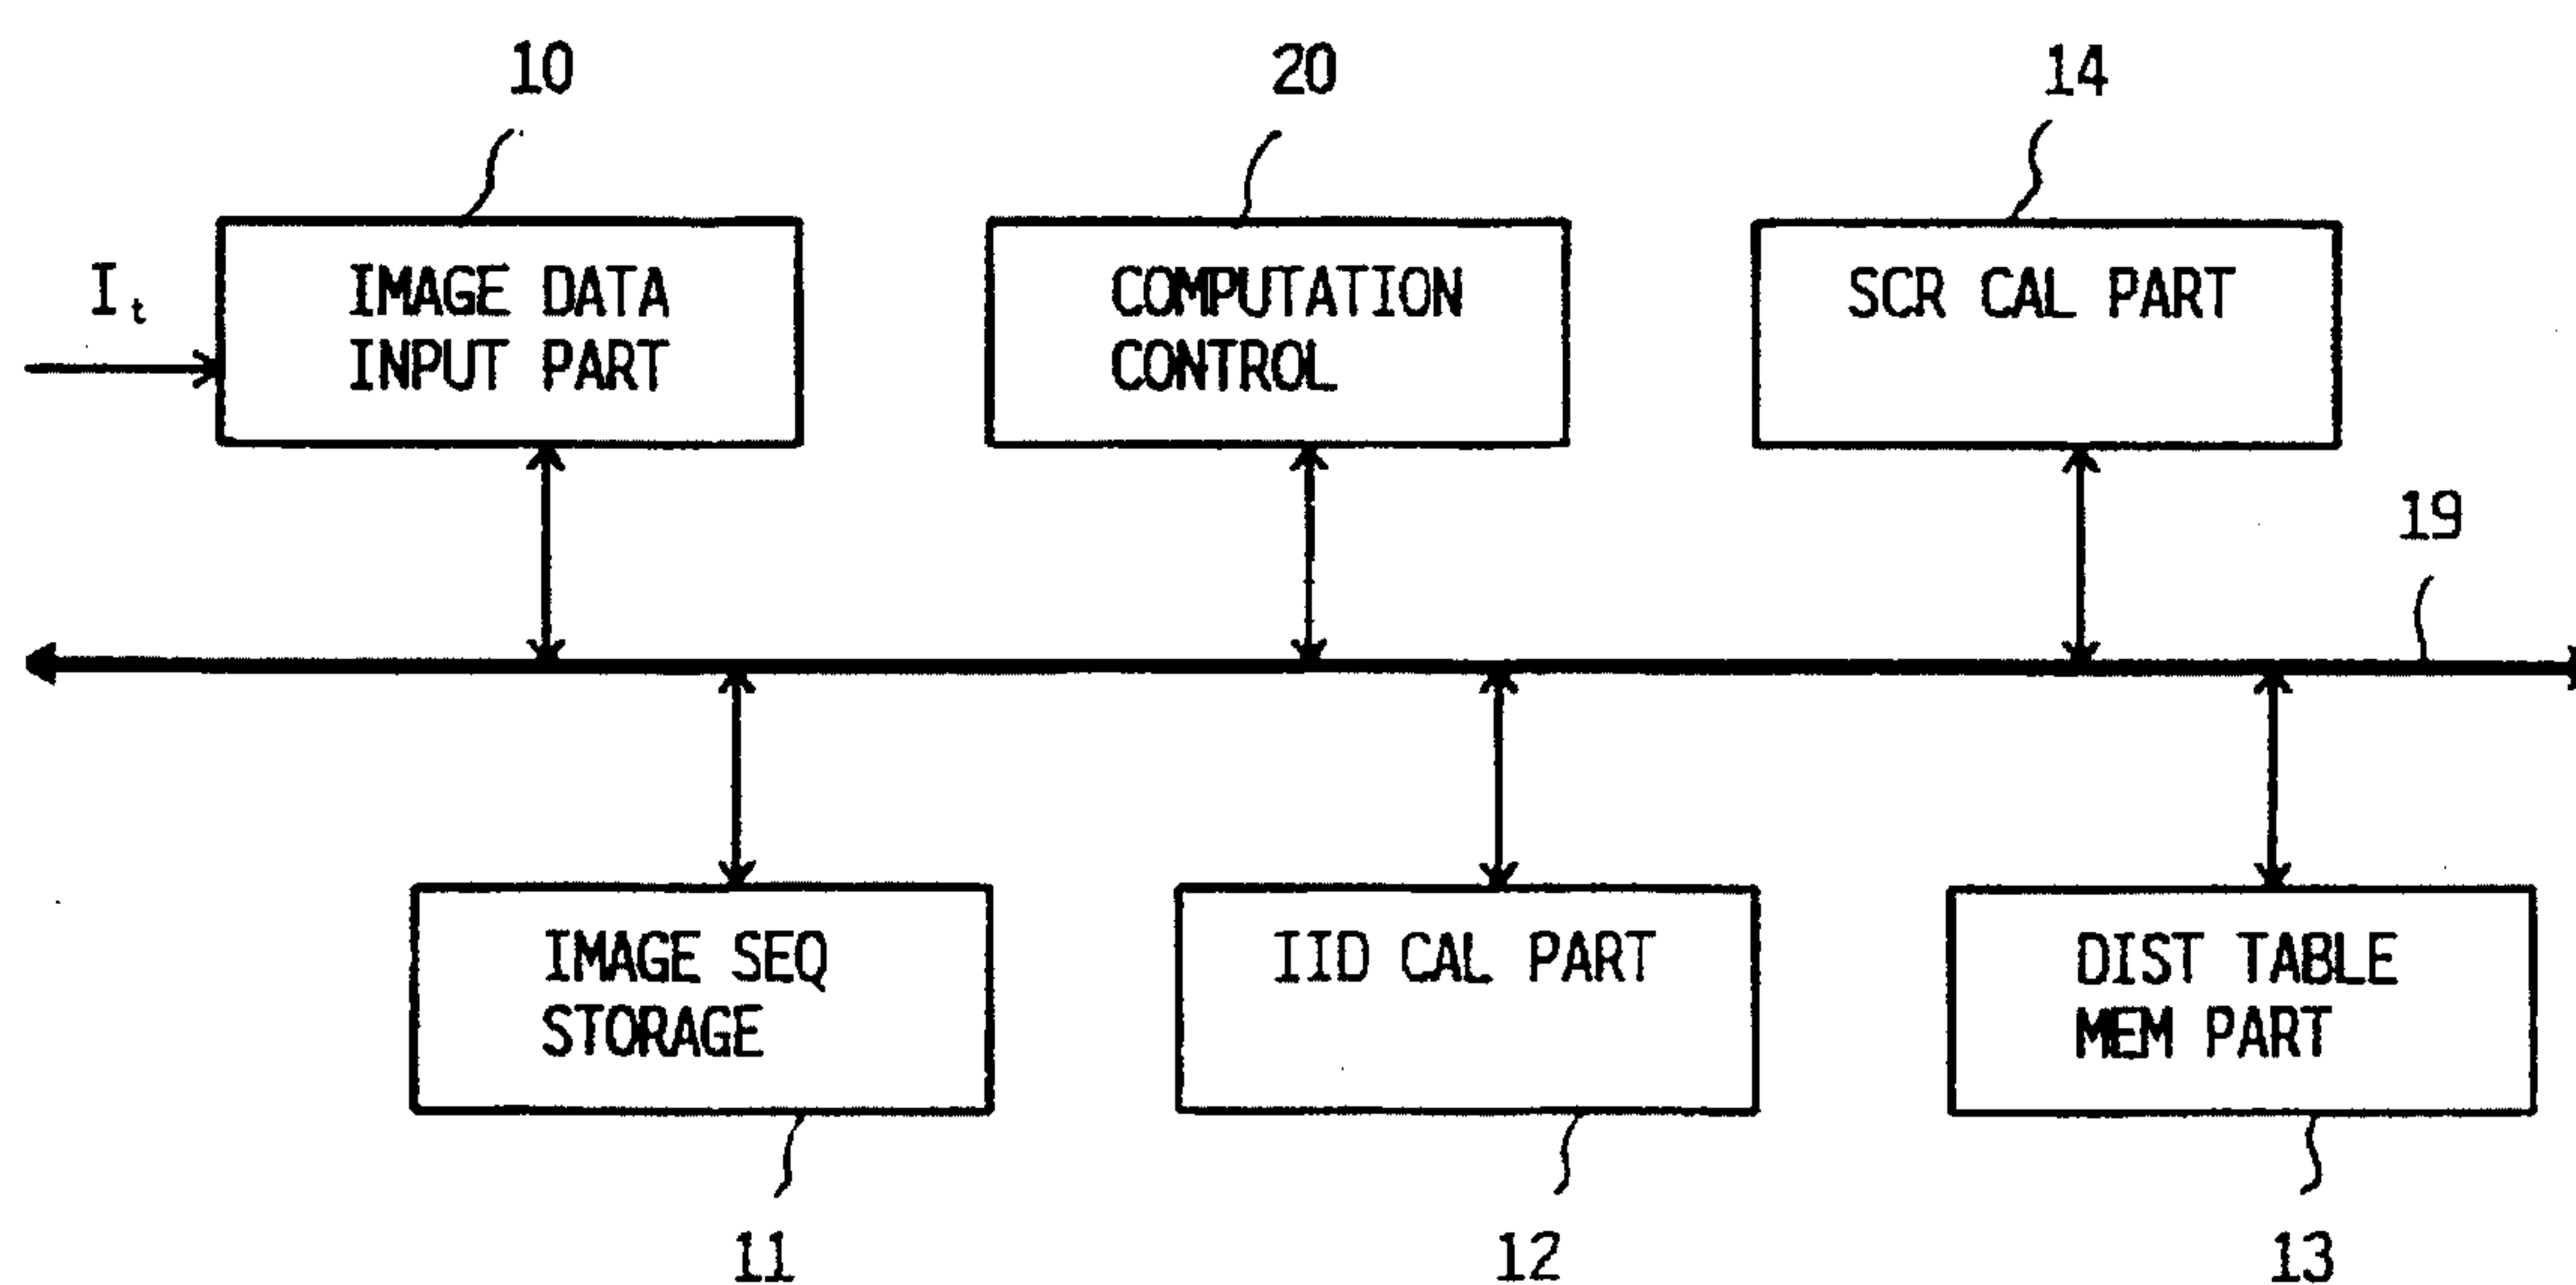 10
20
14
I_t
IMAGE DATA
INPUT PART
COMPUTATION
CONTROL
SCR CAL PART
19
IMAGE SEQ
STORAGE
IID CAL PART
DIST TABLE
MEM PART
11
12
13